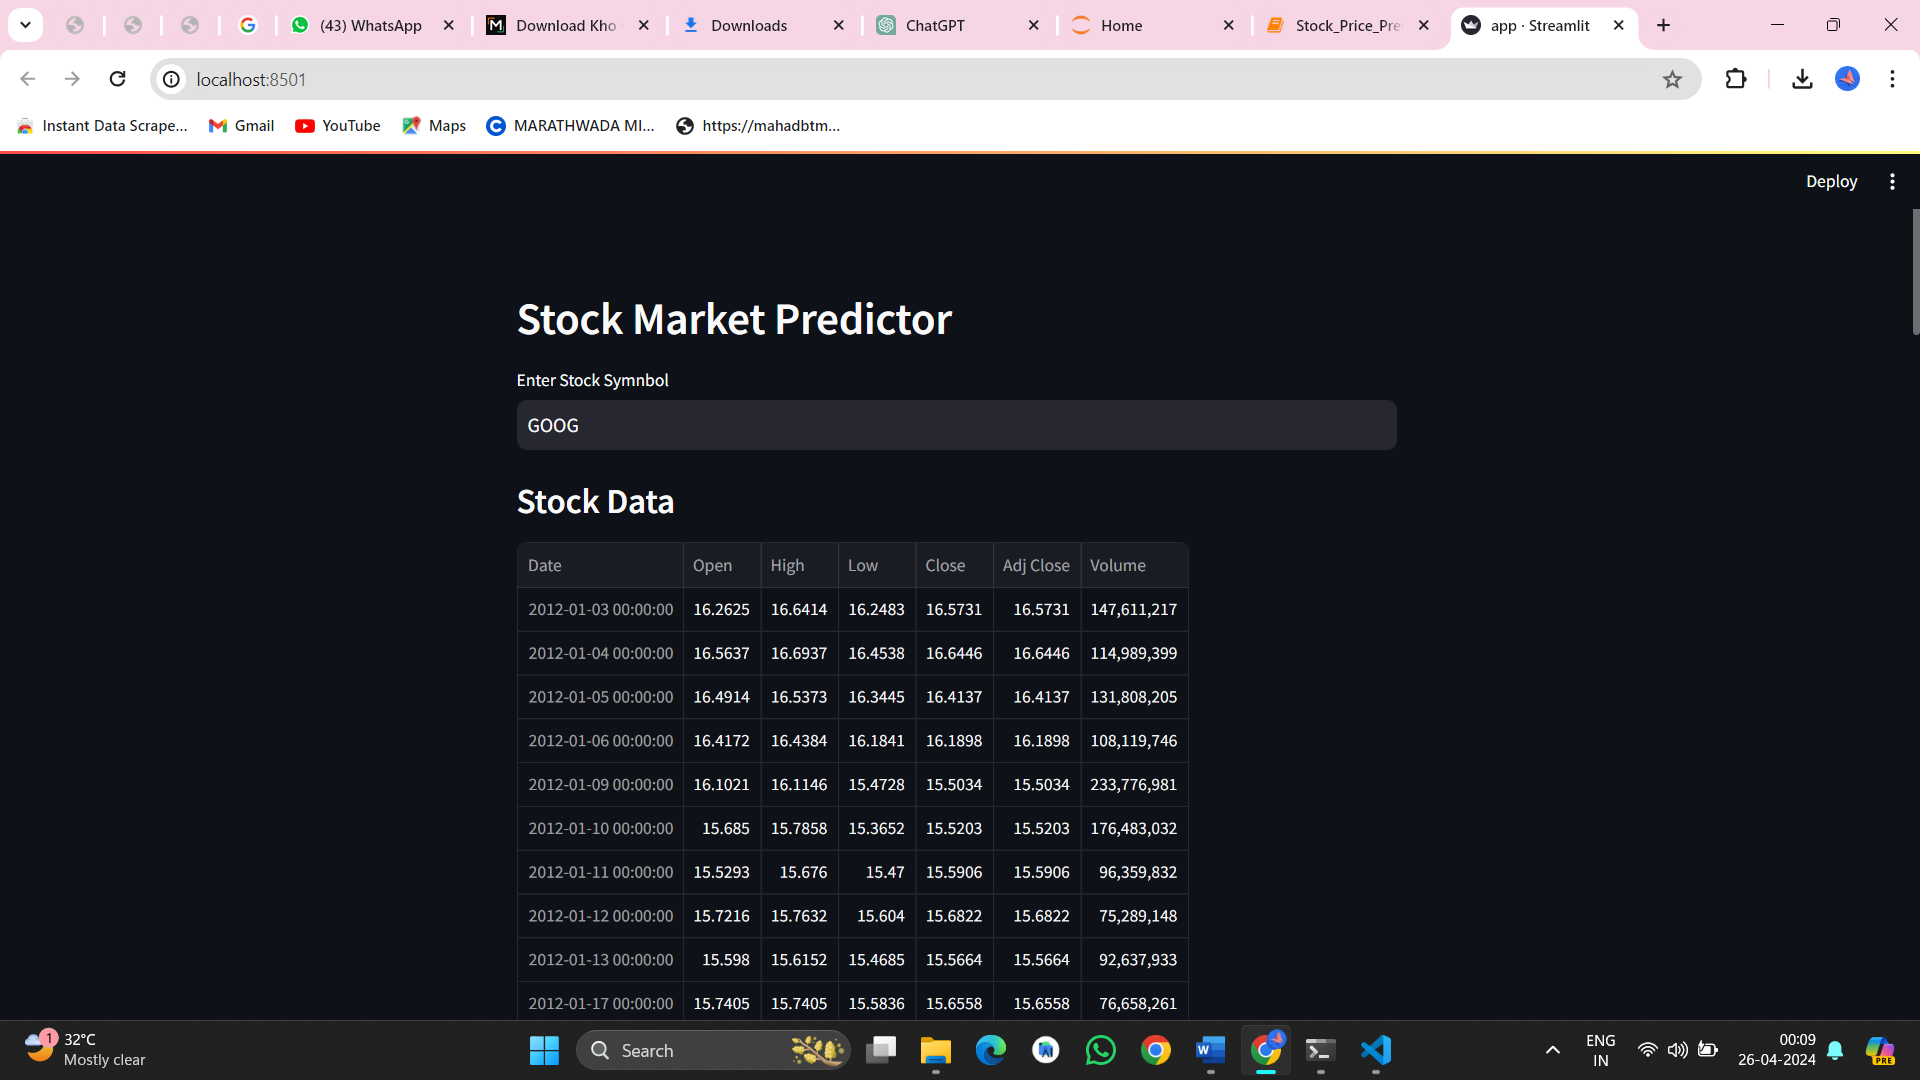 (43) WhatsApp Download Kho Downloads ChatGPT Home Stock_Price_Pre app · Streamlit
localhost:8501
Instant Data Scrape... Gmail YouTube Maps MARATHWADA MI... https://mahadbtm...
Deploy
Stock Market Predictor
Enter Stock Symnbol
GOOG
Stock Data
Date Open High Low Close Adj Close Volume
2012-01-03 00:00:00 16.2625 16.6414 16.2483 16.5731 16.5731 147,611,217
2012-01-04 00:00:00 16.5637 16.6937 16.4538 16.6446 16.6446 114,989,399
2012-01-05 00:00:00 16.4914 16.5373 16.3445 16.4137 16.4137 131,808,205
2012-01-06 00:00:00 16.4172 16.4384 16.1841 16.1898 16.1898 108,119,746
2012-01-09 00:00:00 16.1021 16.1146 15.4728 15.5034 15.5034 233,776,981
2012-01-10 00:00:00 15.685 15.7858 15.3652 15.5203 15.5203 176,483,032
2012-01-11 00:00:00 15.5293 15.676 15.47 15.5906 15.5906 96,359,832
2012-01-12 00:00:00 15.7216 15.7632 15.604 15.6822 15.6822 75,289,148
2012-01-13 00:00:00 15.598 15.6152 15.4685 15.5664 15.5664 92,637,933
2012-01-17 00:00:00 15.7405 15.7405 15.5836 15.6558 15.6558 76,658,261
1 32°C
Mostly clear
Search
ENG
IN
00:09
26-04-2024
PRE